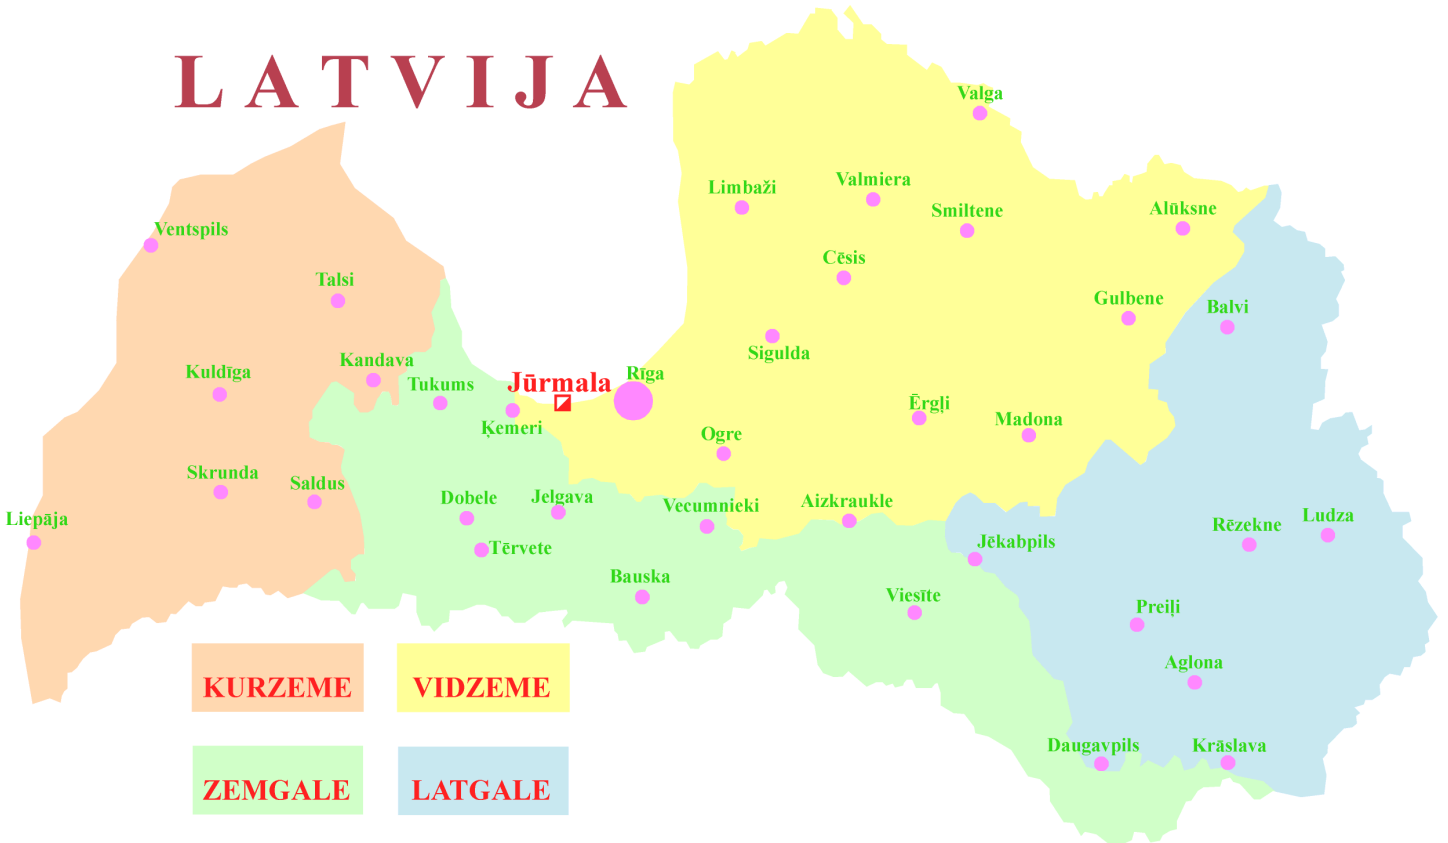 LATVIJA
Valga
Limbaži
Valmiera
Smiltene
Alūksne
Ventspils
Talsi
Cēsis
Gulbene
Balvi
Sigulda
Kandava
Kuldīga
Tukums
Jūrmala
Rīga
Ķemeri
Ērgļi
Madona
Ogre
Skrunda
Saldus
Dobele
Jelgava
Vecumnieki
Aizkraukle
Liepāja
Tērvete
Jēkabpils
Rēzekne
Ludza
Bauska
Viesīte
Preiļi
Aglona
KURZEME
VIDZEME
Daugavpils
Krāslava
ZEMGALE
LATGALE